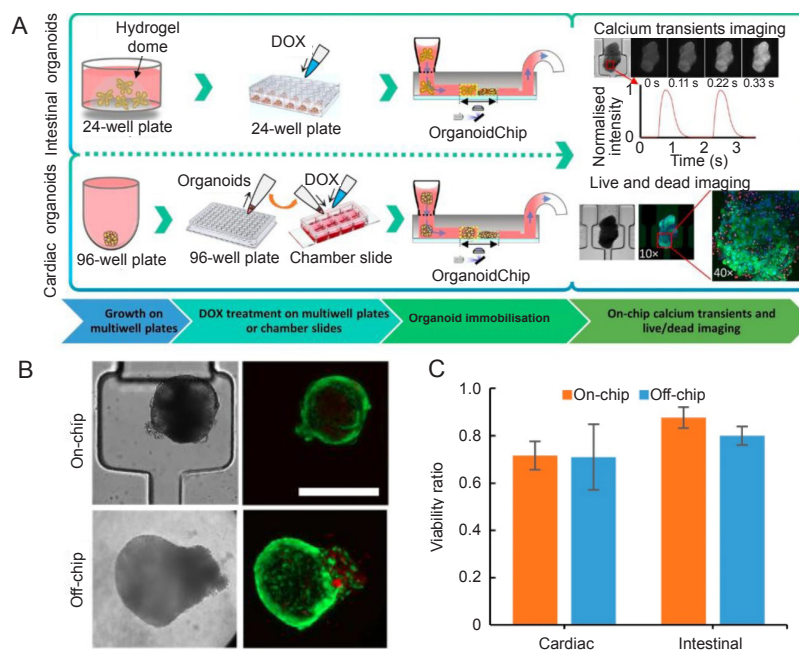 A
Intestinal organoids
Hydrogel
dome
24-well plate
DOX
24-well plate
OrganoidChip
Calcium transients imaging
0 s
0.11 s
0.22 s
0.33 s
Normalised
intensity
1
0
0
1
2
3
Time (s)
Cardiac organoids
96-well plate
Organoids
96-well plate
DOX
Chamber slide
OrganoidChip
Live and dead imaging
10×
40×
Growth on
multiwell plates
DOX treatment on multiwell plates
or chamber slides
Organoid immobilisation
On-chip calcium transients and
live/dead imaging
B
On-chip
Off-chip
C
On-chip
Off-chip
Viability ratio
1.0
0.8
0.6
0.4
0.2
0
Cardiac
Intestinal